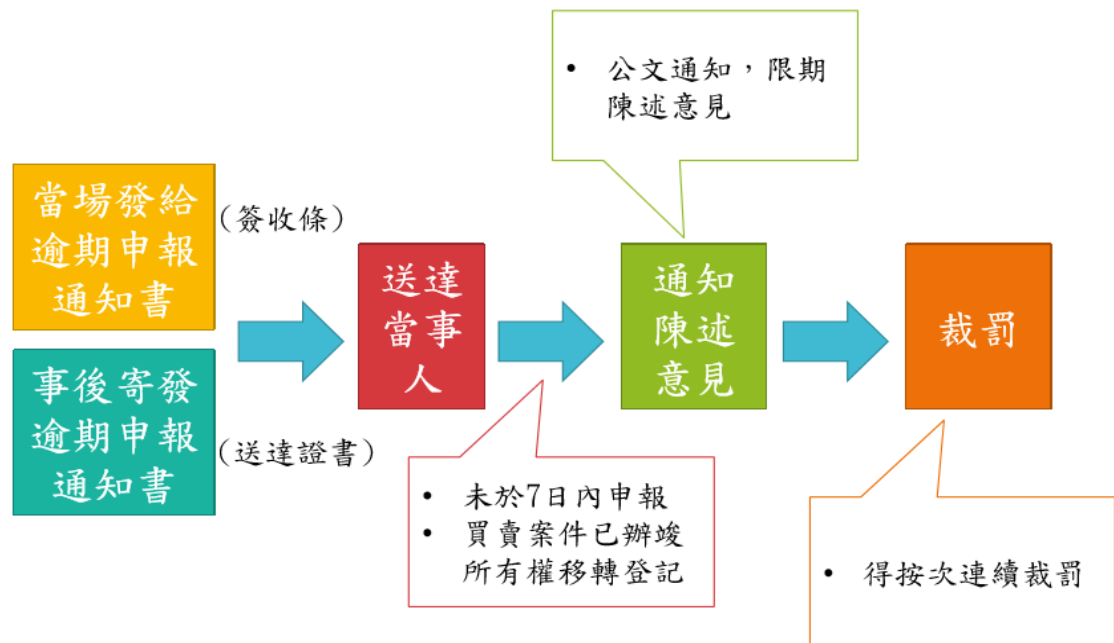 • 公文通知，限期
陳述意見
當場發給
逾期申報
通知書
(簽收條)
事後寄發
逾期申報
通知書
(送達證書)
送達
當事
人
• 未於7日內申報
• 買賣案件已辦竣
所有權移轉登記
通知
陳述
意見
裁罰
• 得按次連續裁罰